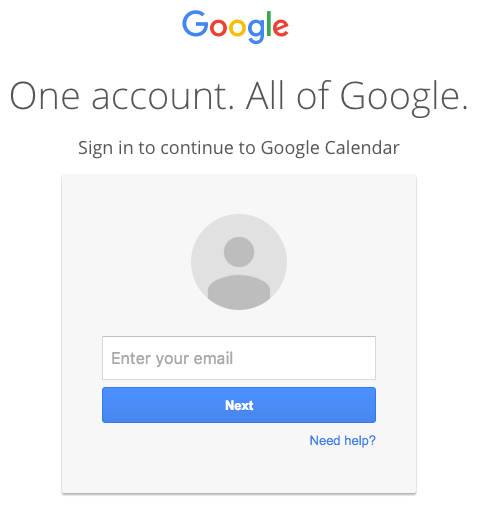 Google
One account. All of Google.
Sign in to continue to Google Calendar
Enter your email
Next
Need help?